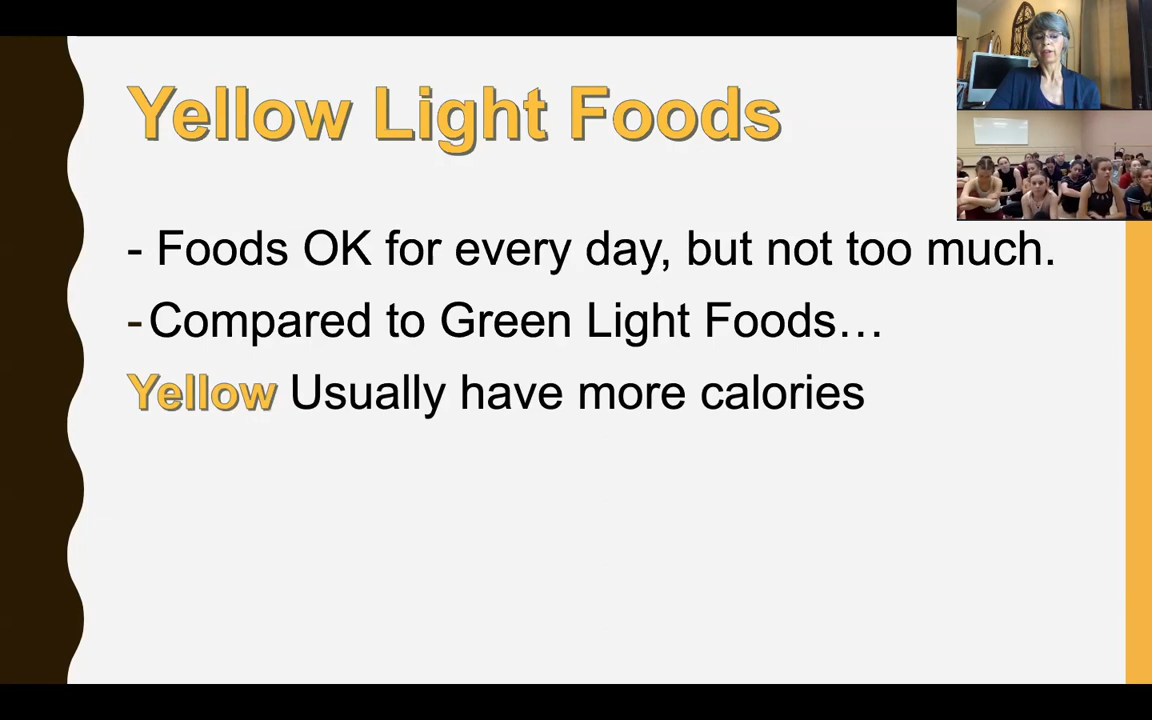 Yellow Light Foods
- Foods OK for every day, but not too much.
- Compared to Green Light Foods…
Yellow Usually have more calories